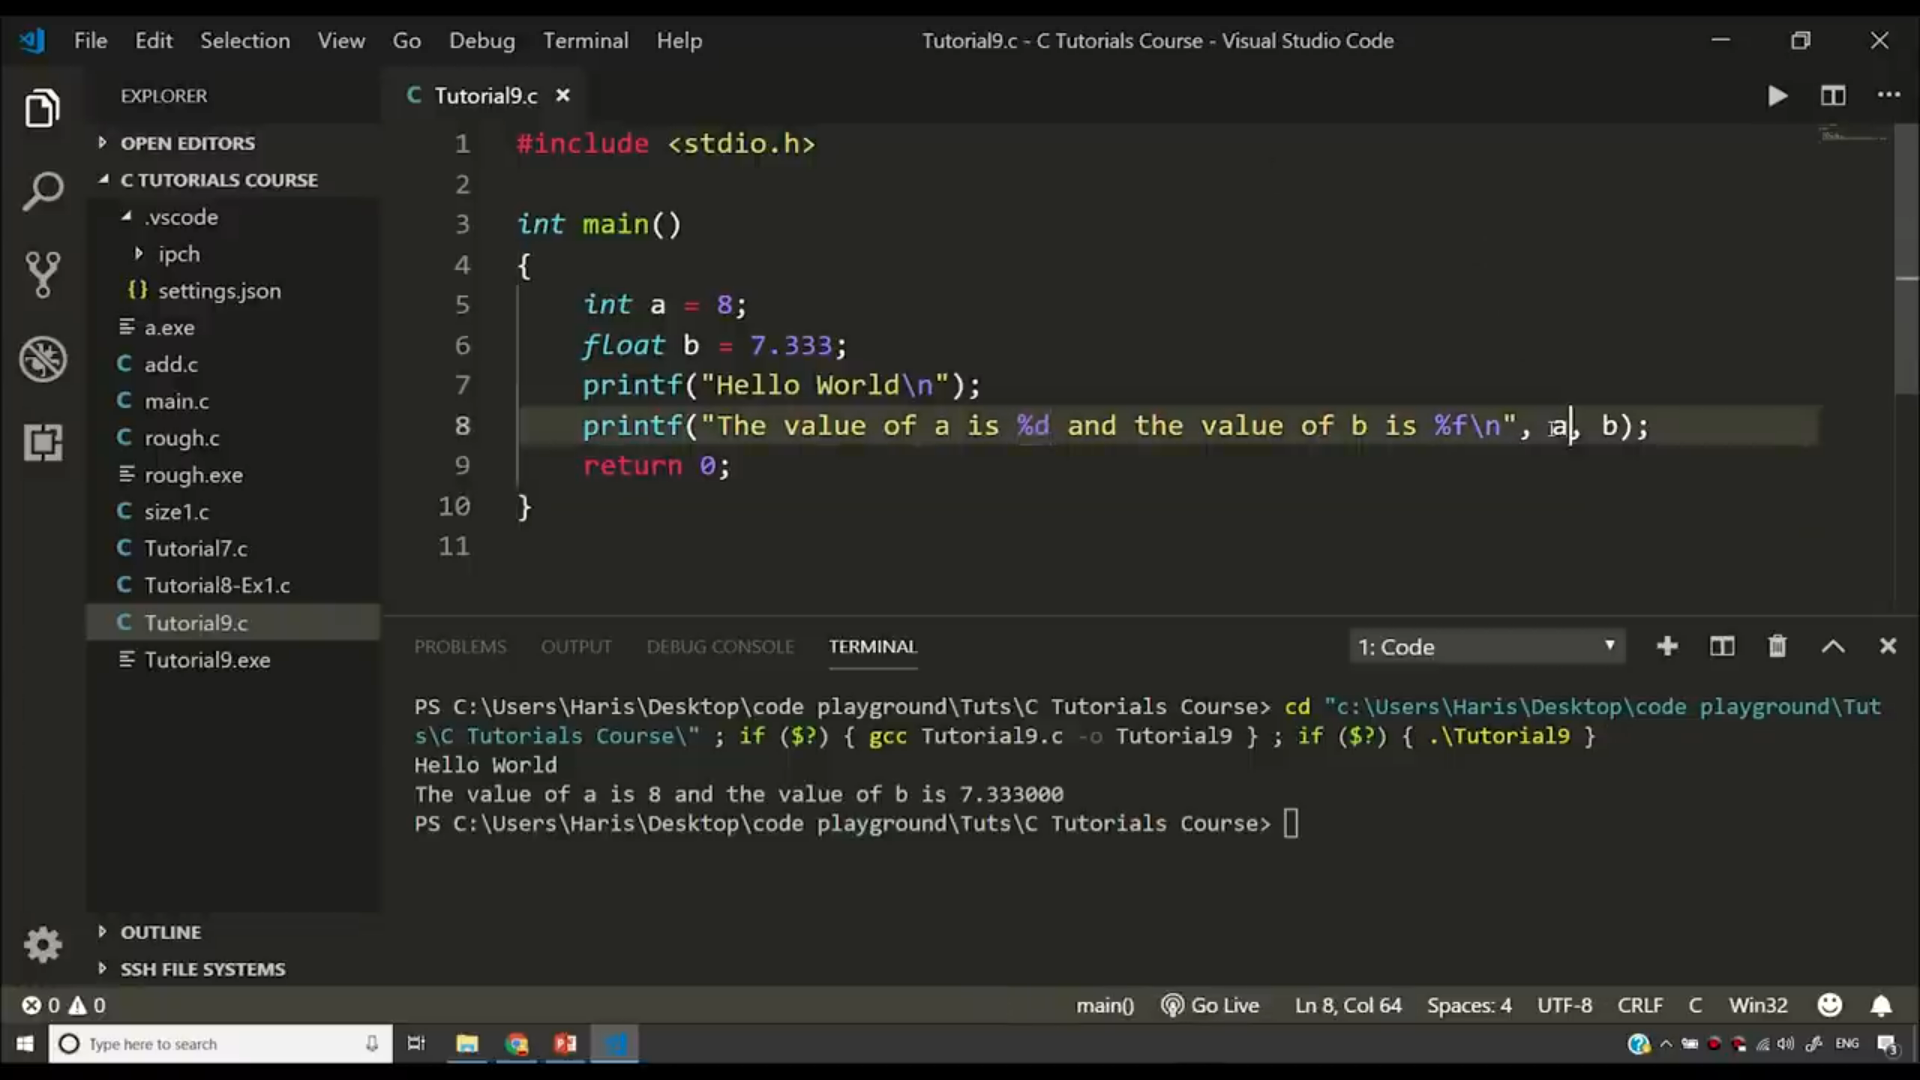 File Edit Selection View Go Debug Terminal Help
Tutorial9.c - C Tutorials Course - Visual Studio Code
EXPLORER
OPEN EDITORS
C TUTORIALS COURSE
.vscode
ipch
{} settings.json
a.exe
C add.c
C main.c
C rough.c
rough.exe
C size1.c
C Tutorial7.c
C Tutorial8-Ex1.c
C Tutorial9.c
Tutorial9.exe
OUTLINE
SSH FILE SYSTEMS
C Tutorial9.c
1 #include <stdio.h>
2
3 int main()
4 {
5 int a = 8;
6 float b = 7.333;
7 printf("Hello World\n");
8 printf("The value of a is %d and the value of b is %f\n", a, b);
9 return 0;
10 }
11
PROBLEMS OUTPUT DEBUG CONSOLE TERMINAL 1: Code
PS C:\Users\Haris\Desktop\code playground\Tuts\C Tutorials Course> cd "c:\Users\Haris\Desktop\code playground\Tut
s\C Tutorials Course\" ; if ($?) { gcc Tutorial9.c -o Tutorial9 } ; if ($?) { .\Tutorial9 }
Hello World
The value of a is 8 and the value of b is 7.333000
PS C:\Users\Haris\Desktop\code playground\Tuts\C Tutorials Course>
0 0 main() Go Live Ln 8, Col 64 Spaces: 4 UTF-8 CRLF C Win32
Type here to search ENG 3